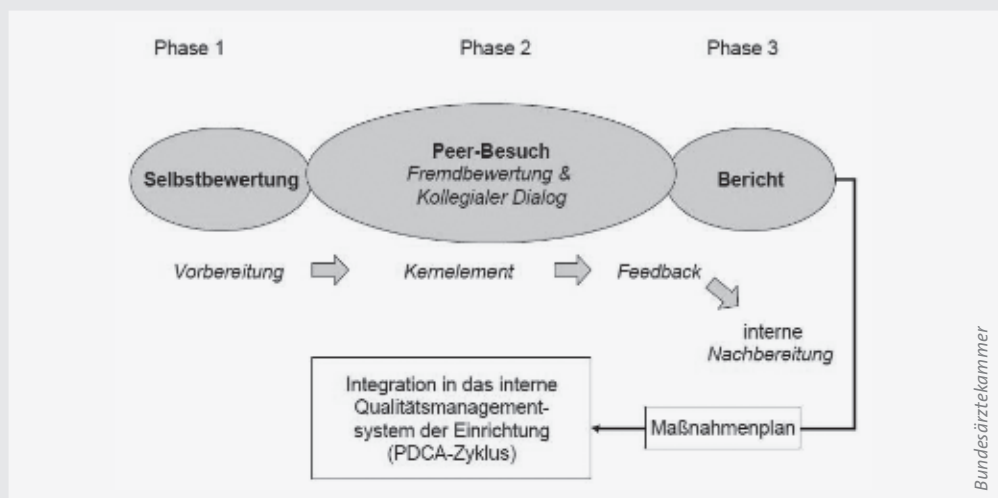 Phase 1
Phase 2
Phase 3
Selbstbewertung
Peer-Besuch
Fremdbewertung &
Kollegialer Dialog
Bericht
Vorbereitung
Kernelement
Feedback
interne
Nachbereitung
Integration in das interne
Qualitätsmanagement-
system der Einrichtung
(PDCA-Zyklus)
Maßnahmenplan
Bundesärztekammer